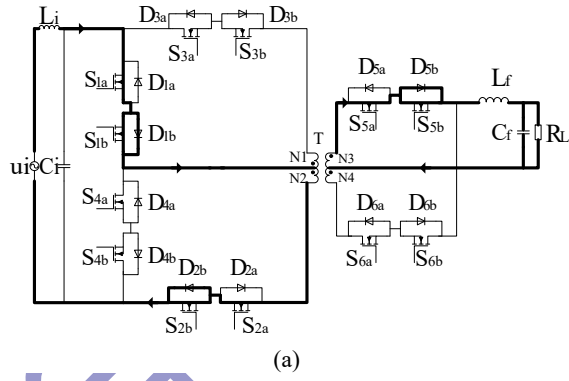 Li
D3a D3b
S3a S3b
S1a D1a
S1b D1b
ui Ci
S4a D4a
S4b D4b
D2b D2a
S2b S2a
T
N1 N3
N2 N4
D5a D5b
S5a S5b
Lf
Cf RL
D6a D6b
S6a S6b
(a)